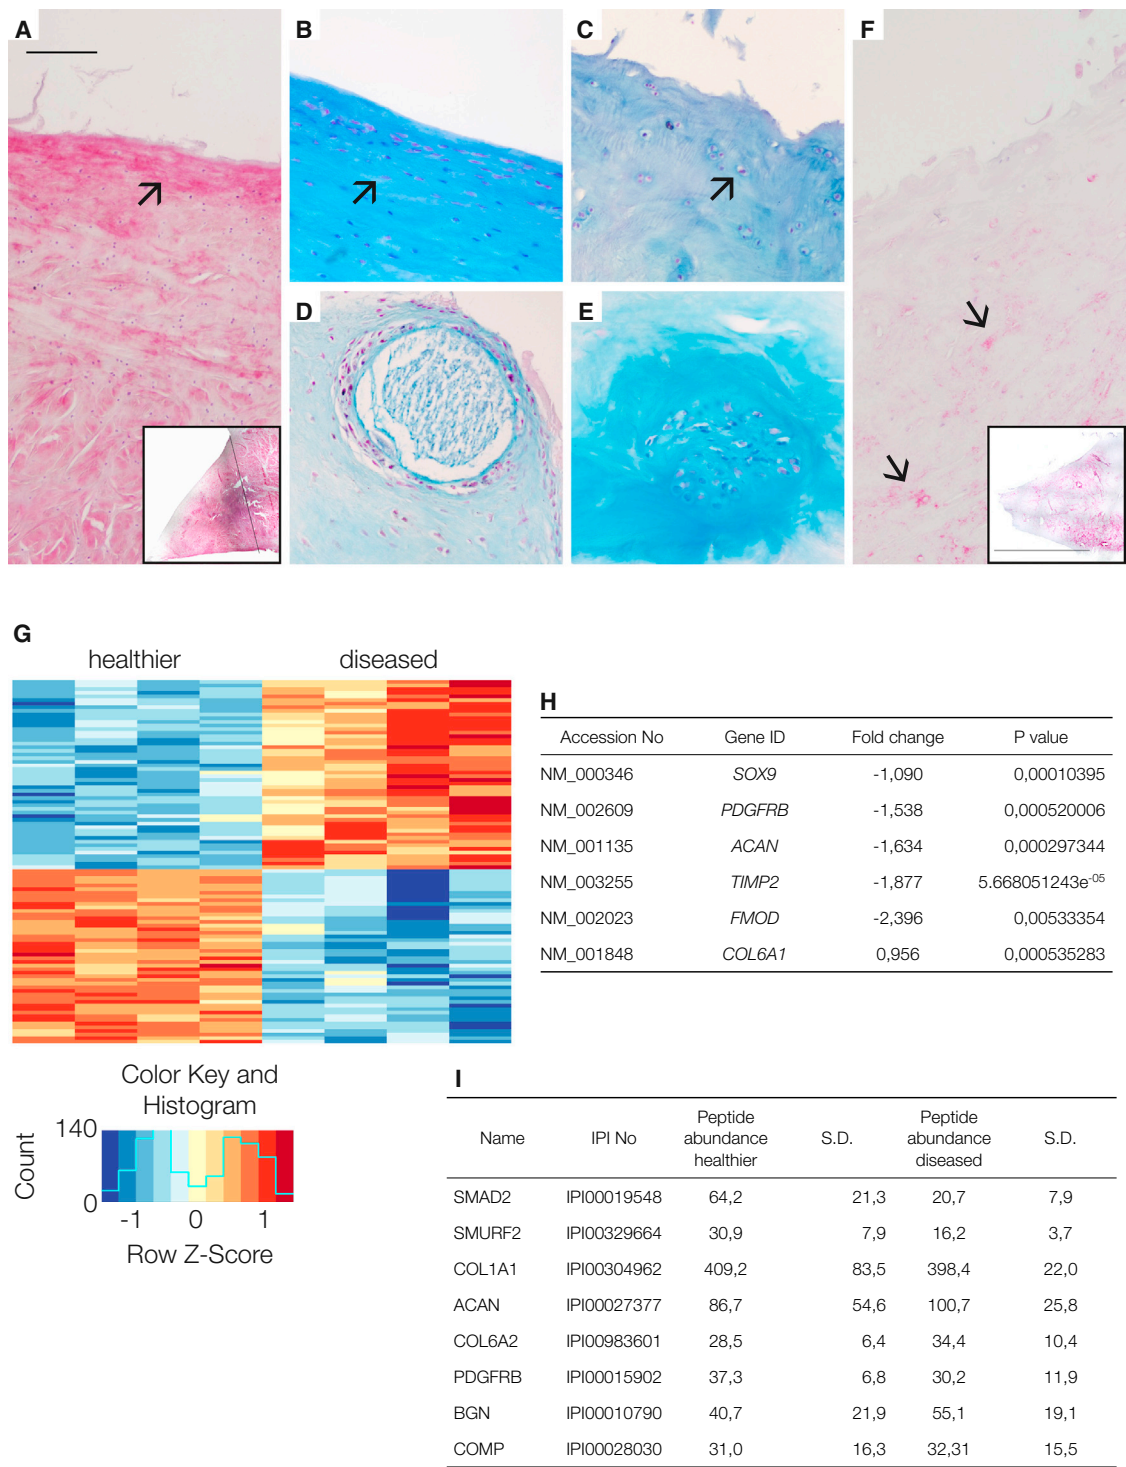 A
B
C
F
D
E
G
healthier diseased
Color Key and
Histogram
Count
140
0
-1 0 1
Row Z-Score
H
Accession No Gene ID Fold change P value
NM_000346 SOX9 -1,090 0,00010395
NM_002609 PDGFRB -1,538 0,000520006
NM_001135 ACAN -1,634 0,000297344
NM_003255 TIMP2 -1,877 5.668051243e-05
NM_002023 FMOD -2,396 0,00533354
NM_001848 COL6A1 0,956 0,000535283
I
Name IPI No Peptide abundance healthier S.D. Peptide abundance diseased S.D.
SMAD2 IPI00019548 64,2 21,3 20,7 7,9
SMURF2 IPI00329664 30,9 7,9 16,2 3,7
COL1A1 IPI00304962 409,2 83,5 398,4 22,0
ACAN IPI00027377 86,7 54,6 100,7 25,8
COL6A2 IPI00983601 28,5 6,4 34,4 10,4
PDGFRB IPI00015902 37,3 6,8 30,2 11,9
BGN IPI00010790 40,7 21,9 55,1 19,1
COMP IPI00028030 31,0 16,3 32,31 15,5